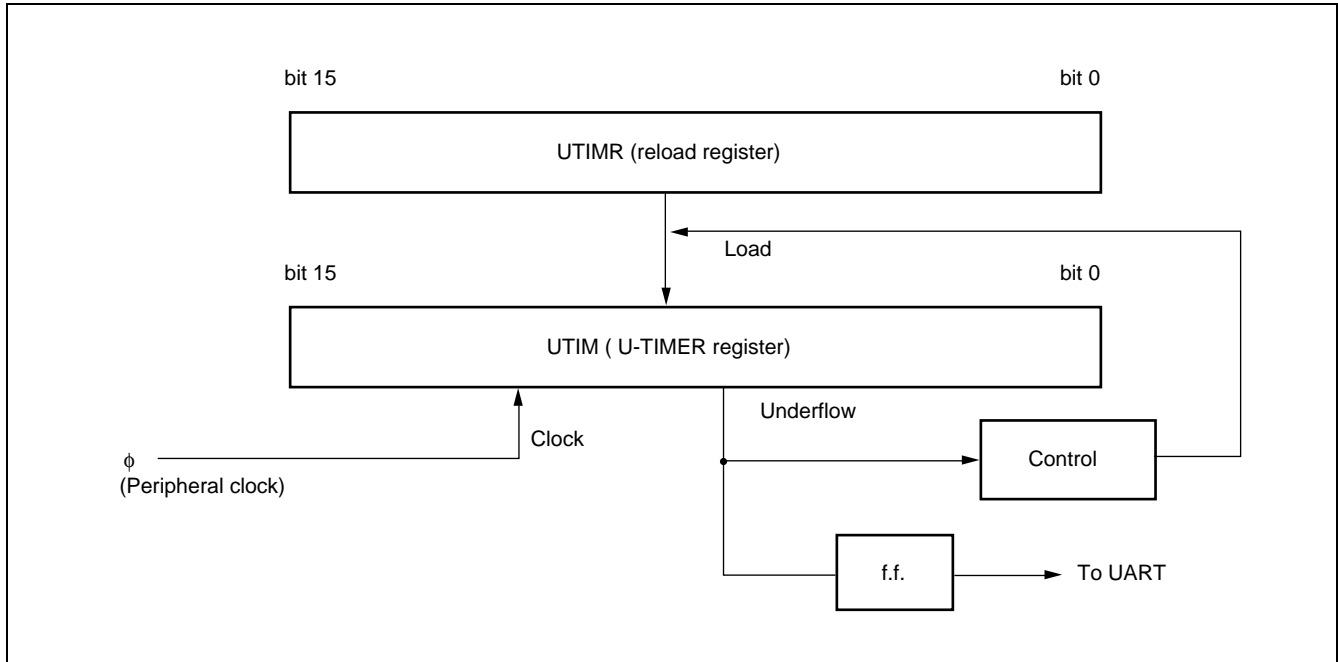 bit 15
bit 0
UTIMR (reload register)
Load
bit 15
bit 0
UTIM ( U-TIMER register)
Underflow
Clock
Control
ϕ
(Peripheral clock)
f.f.
To UART